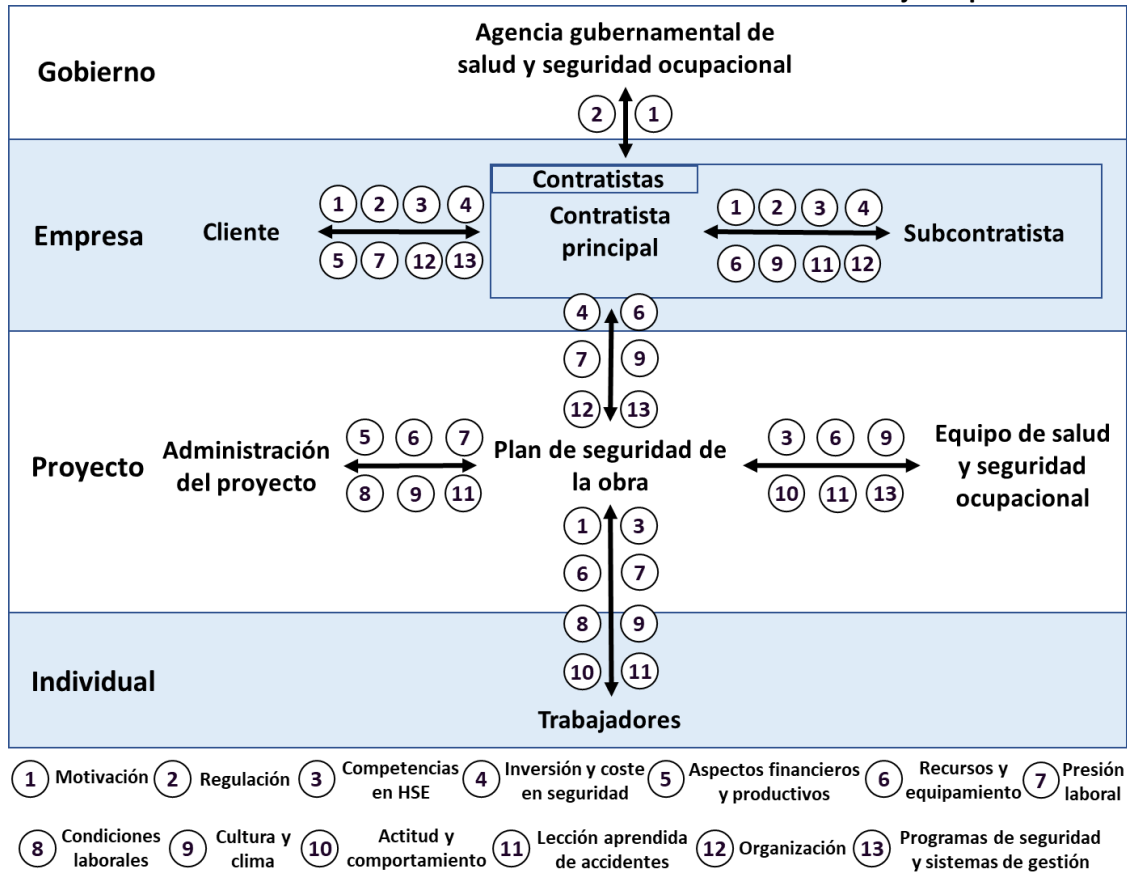 Agencia gubernamental de
salud y seguridad ocupacional
Gobierno
2 1
Contratistas
1 2 3 4
1 2 3 4
Contratista
principal
Empresa
Cliente
Subcontratista
5 7 12 13
6 9 11 12
4 6
7 9
12 13
5 6 7
3 6 9
Equipo de salud
y seguridad
ocupacional
Administración
del proyecto
Plan de seguridad de
la obra
Proyecto
8 9 11
10 11 13
1 3
6 7
8 9
10 11
Individual
Trabajadores
1 Motivación
2 Regulación
3 Competencias
en HSE
4 Inversión y coste
en seguridad
5 Aspectos financieros
y productivos
6 Recursos y
equipamiento
7 Presión
laboral
8 Condiciones
laborales
9 Cultura y
clima
10 Actitud y
comportamiento
11 Lección aprendida
de accidentes
12 Organización
13 Programas de seguridad
y sistemas de gestión